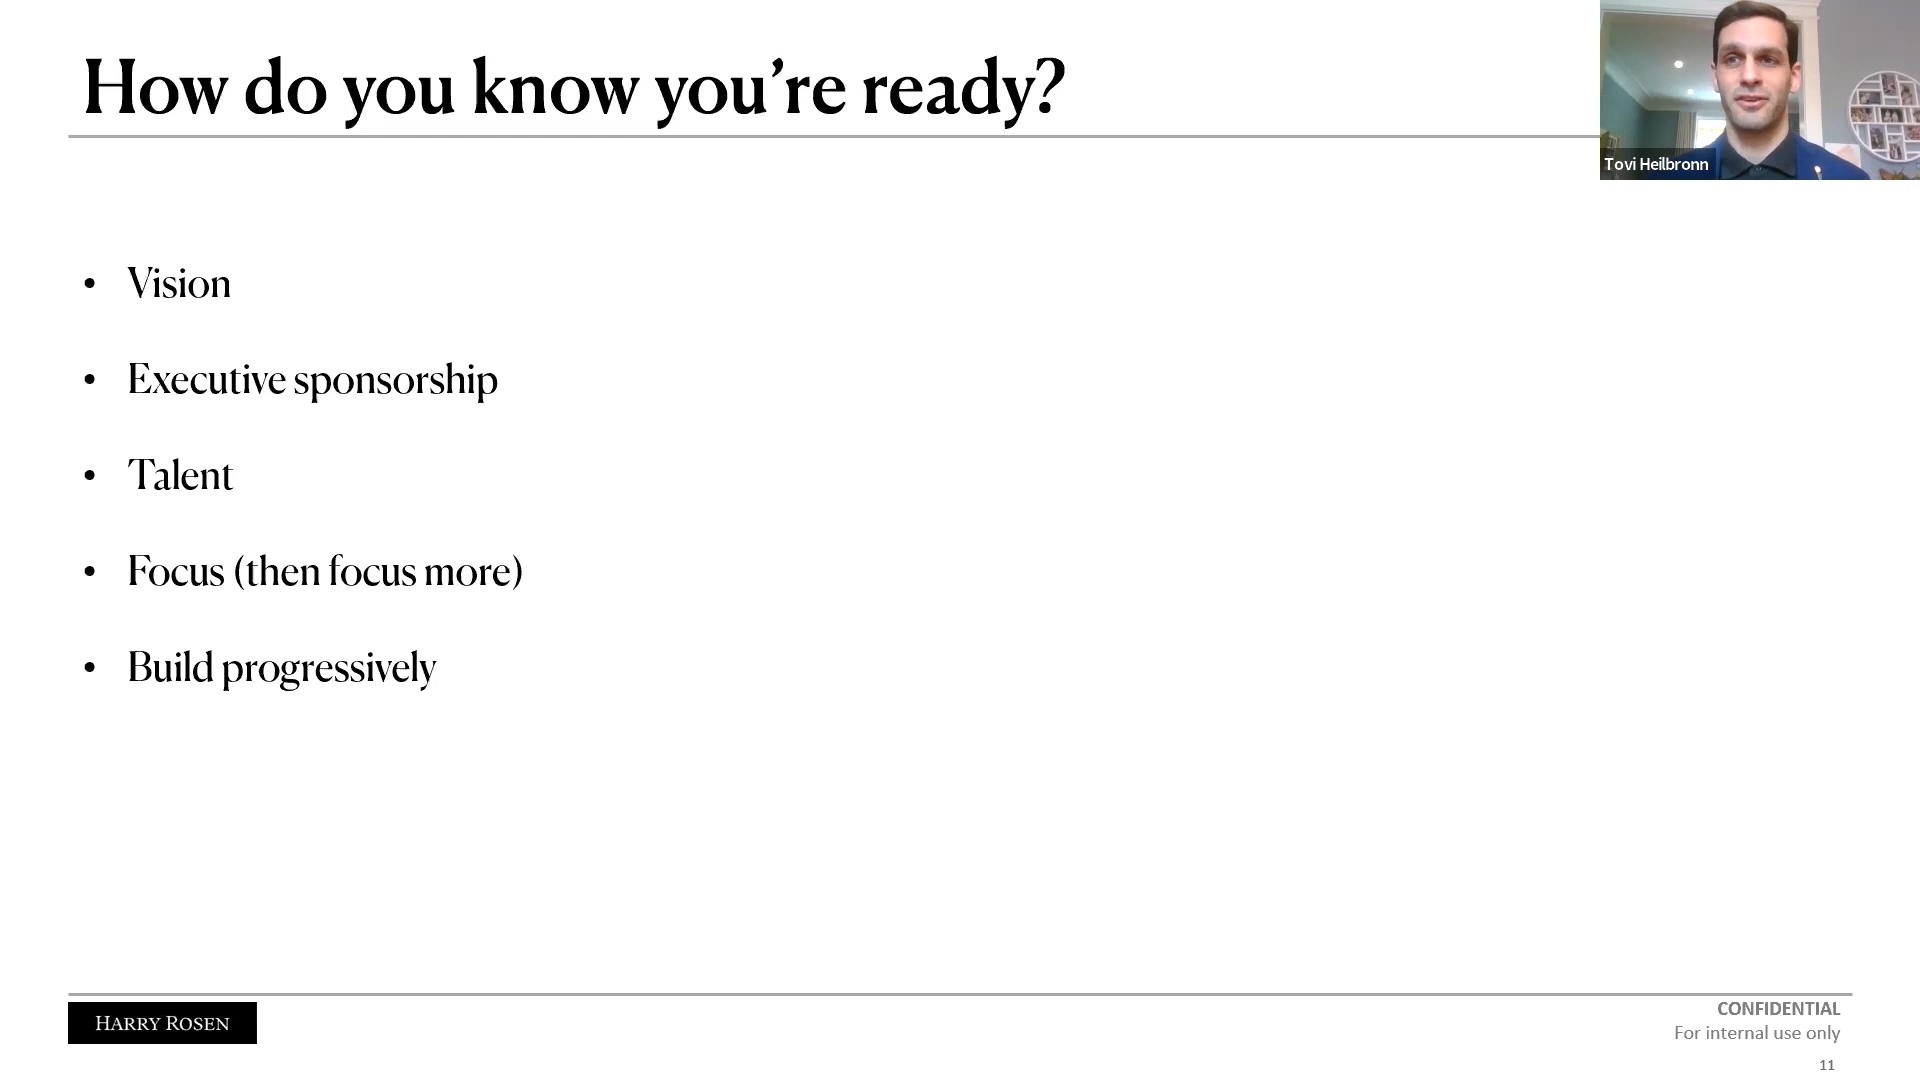 How do you know you’re ready?
Tovi Heilbronn
• Vision
• Executive sponsorship
• Talent
• Focus (then focus more)
• Build progressively
HARRY ROSEN
CONFIDENTIAL
For internal use only
11